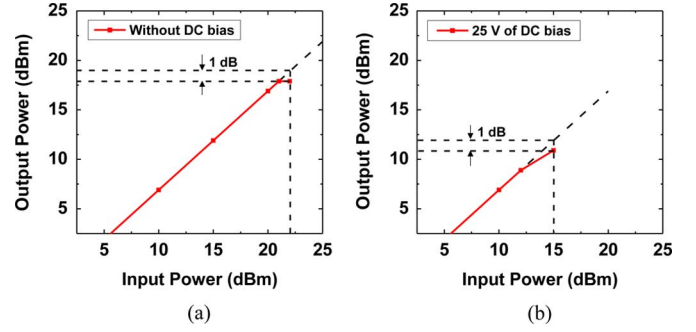 Without DC bias
1 dB
Output Power (dBm)
25
20
15
10
5
5 10 15 20 25
Input Power (dBm)
(a)
25 V of DC bias
1 dB
Output Power (dBm)
25
20
15
10
5
5 10 15 20 25
Input Power (dBm)
(b)